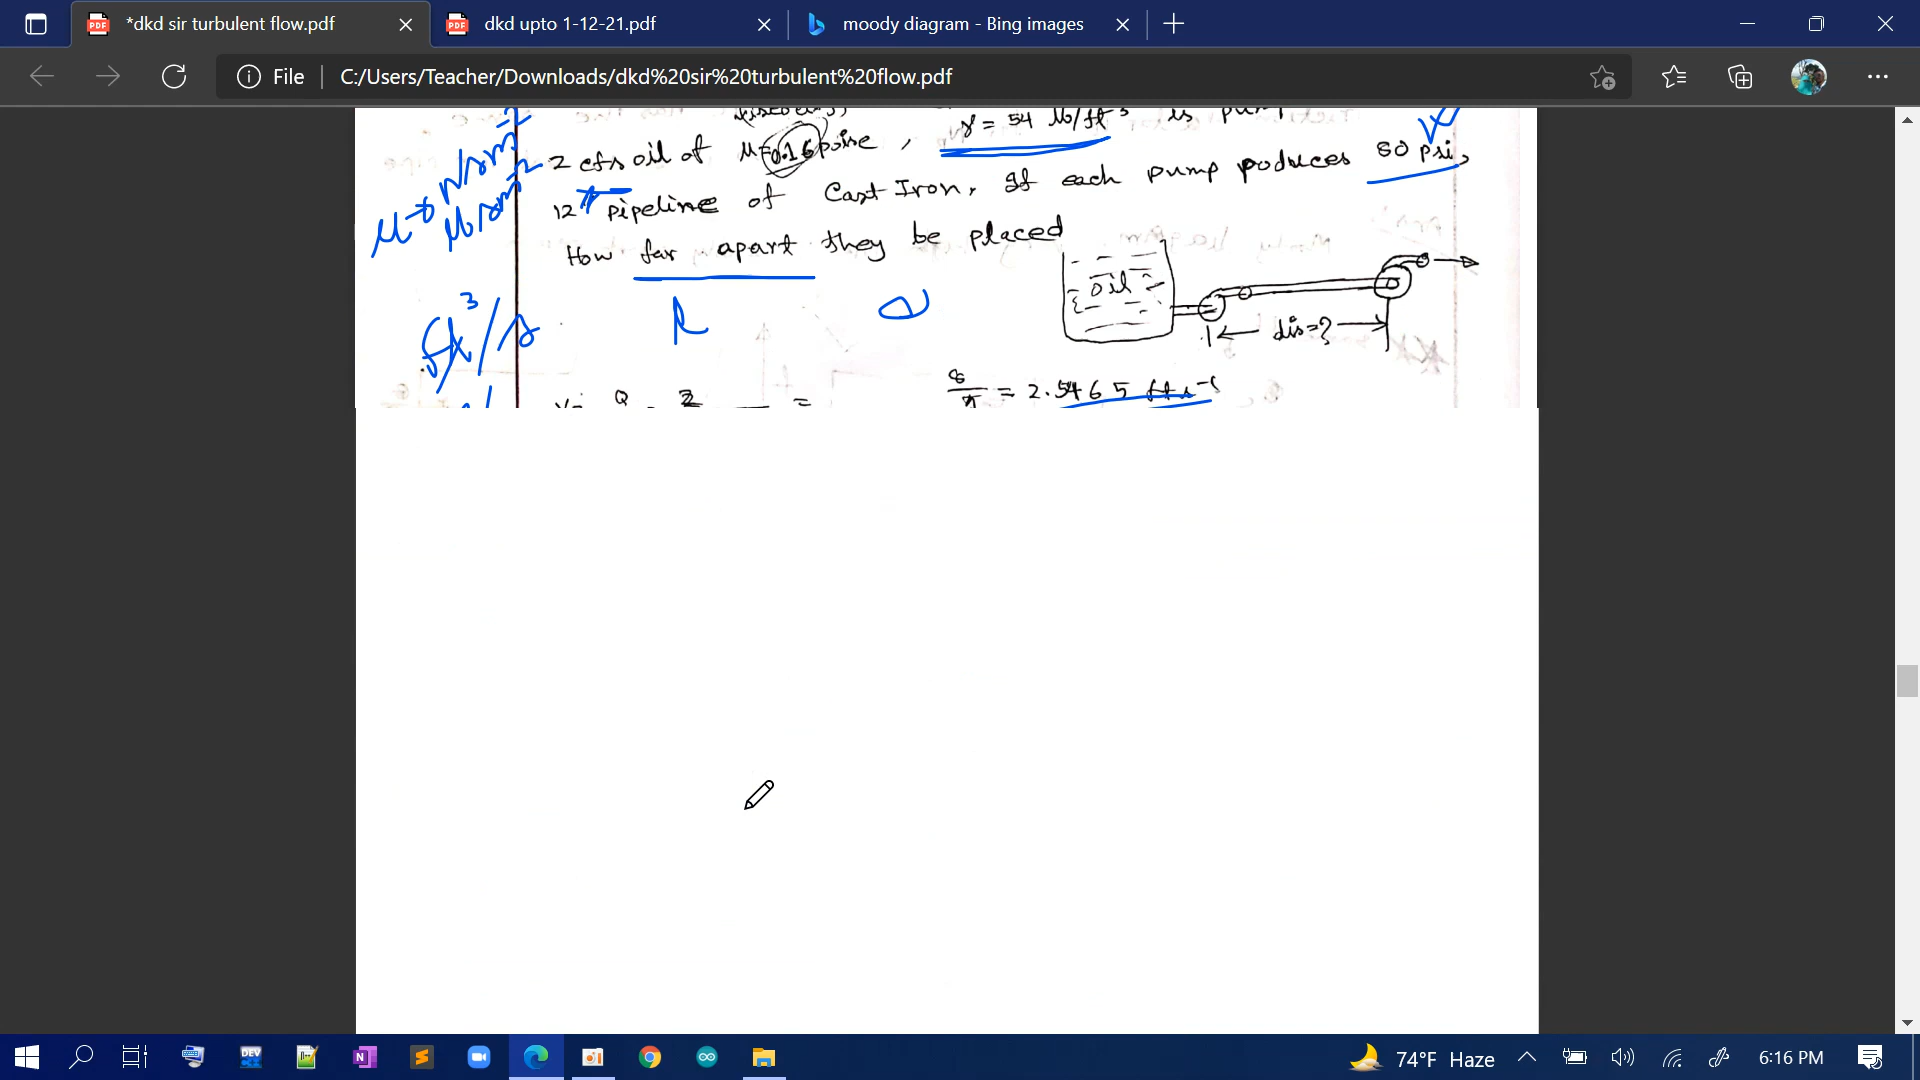 *dkd sir turbulent flow.pdf
dkd upto 1-12-21.pdf
moody diagram - Bing images
File
C:/Users/Teacher/Downloads/dkd%20sir%20turbulent%20flow.pdf
γ = 54 lb/ft³ is
2 cfs oil of μ=0.16 poise ,
80 psi,
12" pipeline of Cast Iron, If each pump produces
How far apart they be placed
oil
dis=?
ft³/s
= 2.5465 ft s⁻¹
74°F Haze
6:16 PM